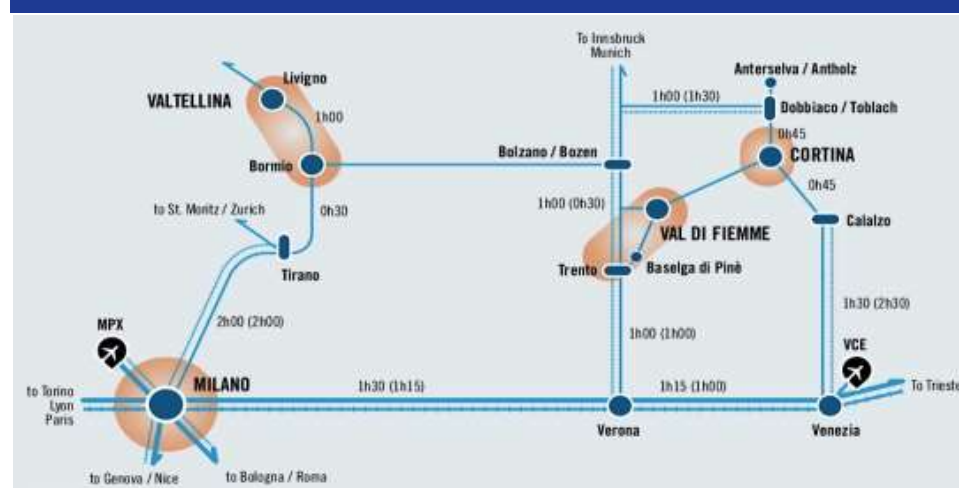 To Innsbruck
Munich
Anterselva / Antholz
Livigno
VALTELLINA
1h00
1h00 (1h30)
Dobbiaco / Toblach
0h45
Bormio
Bolzano / Bozen
CORTINA
0h45
to St. Moritz / Zurich
0h30
1h00 (0h30)
Calalzo
VAL DI FIEMME
Tirano
Trento
Baselga di Pinè
2h00 (2h00)
1h30 (2h30)
MPX
1h00 (1h00)
VCE
MILANO
1h30 (1h15)
1h15 (1h00)
to Torino
Lyon
Paris
To Trieste
Verona
Venezia
to Genova / Nice
to Bologna / Roma